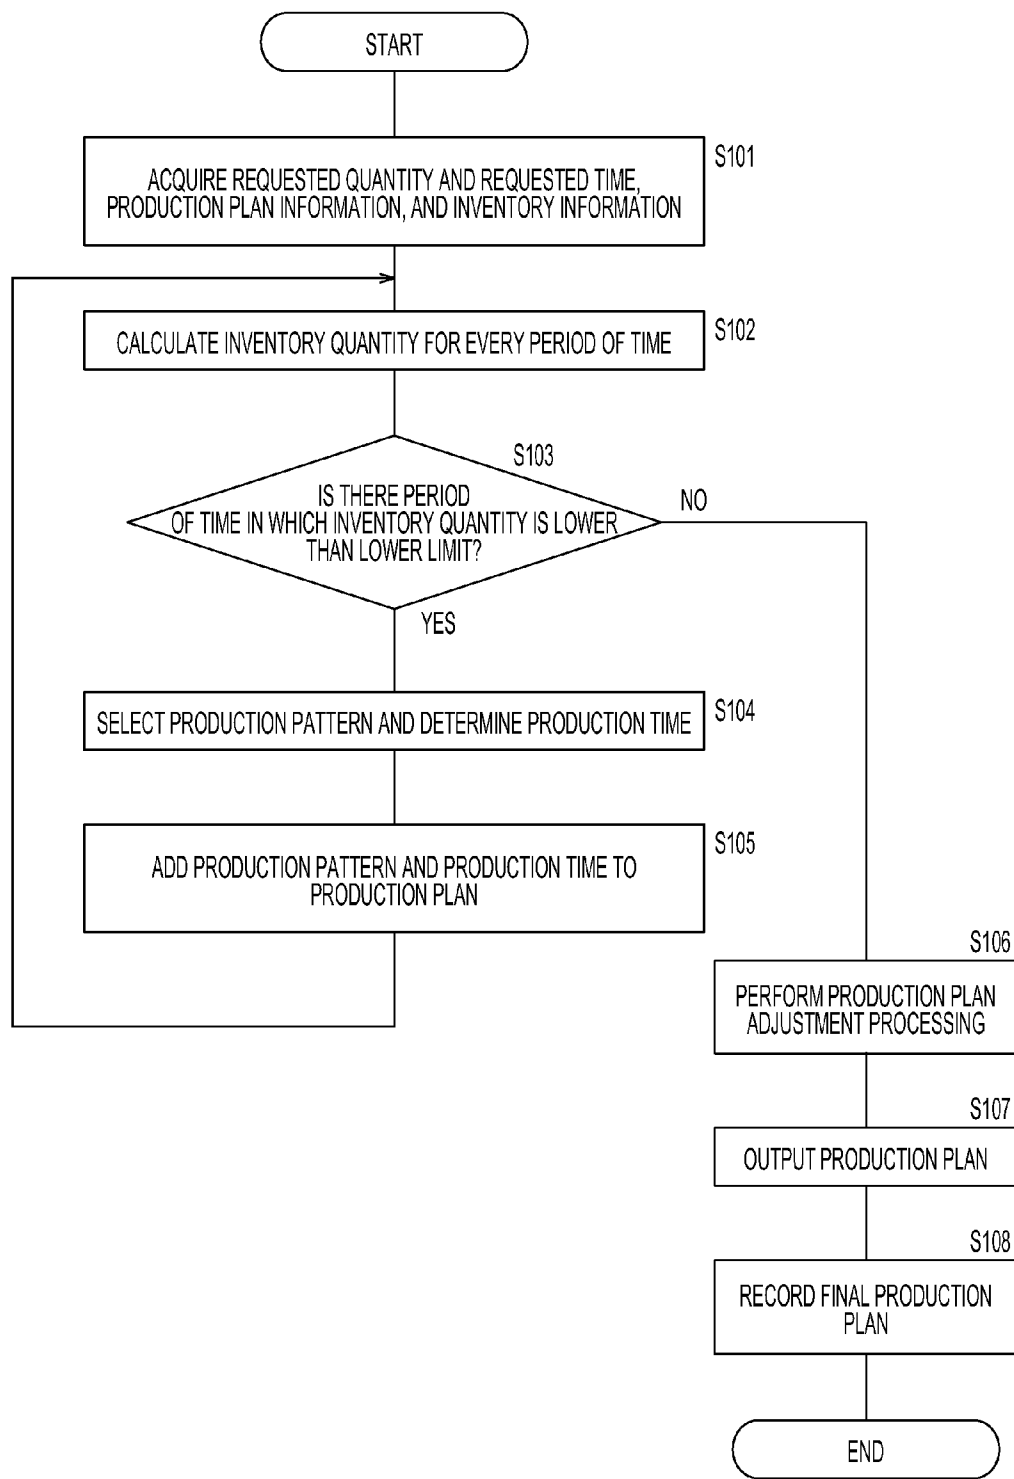 START
S101
ACQUIRE REQUESTED QUANTITY AND REQUESTED TIME,
PRODUCTION PLAN INFORMATION, AND INVENTORY INFORMATION
S102
CALCULATE INVENTORY QUANTITY FOR EVERY PERIOD OF TIME
S103
IS THERE PERIOD
OF TIME IN WHICH INVENTORY QUANTITY IS LOWER
THAN LOWER LIMIT?
NO
YES
S104
SELECT PRODUCTION PATTERN AND DETERMINE PRODUCTION TIME
S105
ADD PRODUCTION PATTERN AND PRODUCTION TIME TO
PRODUCTION PLAN
S106
PERFORM PRODUCTION PLAN
ADJUSTMENT PROCESSING
S107
OUTPUT PRODUCTION PLAN
S108
RECORD FINAL PRODUCTION
PLAN
END